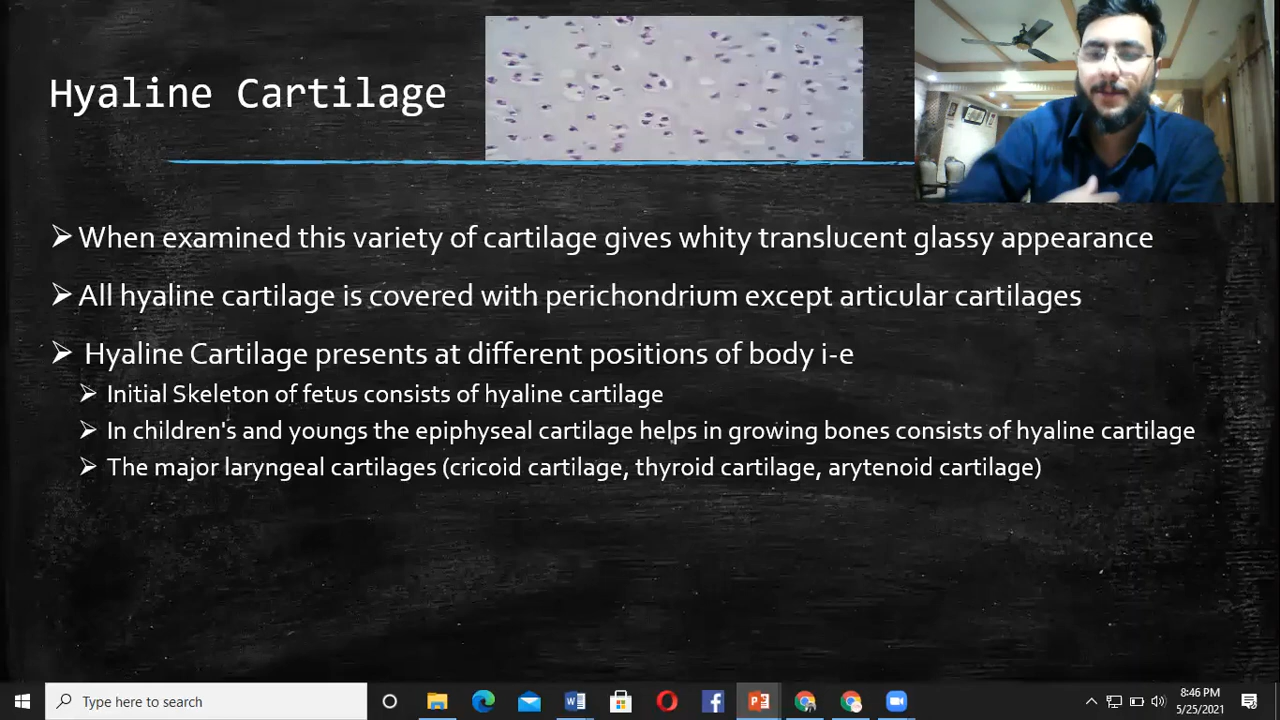 Hyaline Cartilage
When examined this variety of cartilage gives whity translucent glassy appearance
All hyaline cartilage is covered with perichondrium except articular cartilages
Hyaline Cartilage presents at different positions of body i-e
Initial Skeleton of fetus consists of hyaline cartilage
In children's and youngs the epiphyseal cartilage helps in growing bones consists of hyaline cartilage
The major laryngeal cartilages (cricoid cartilage, thyroid cartilage, arytenoid cartilage)
Type here to search
8:46 PM
5/25/2021